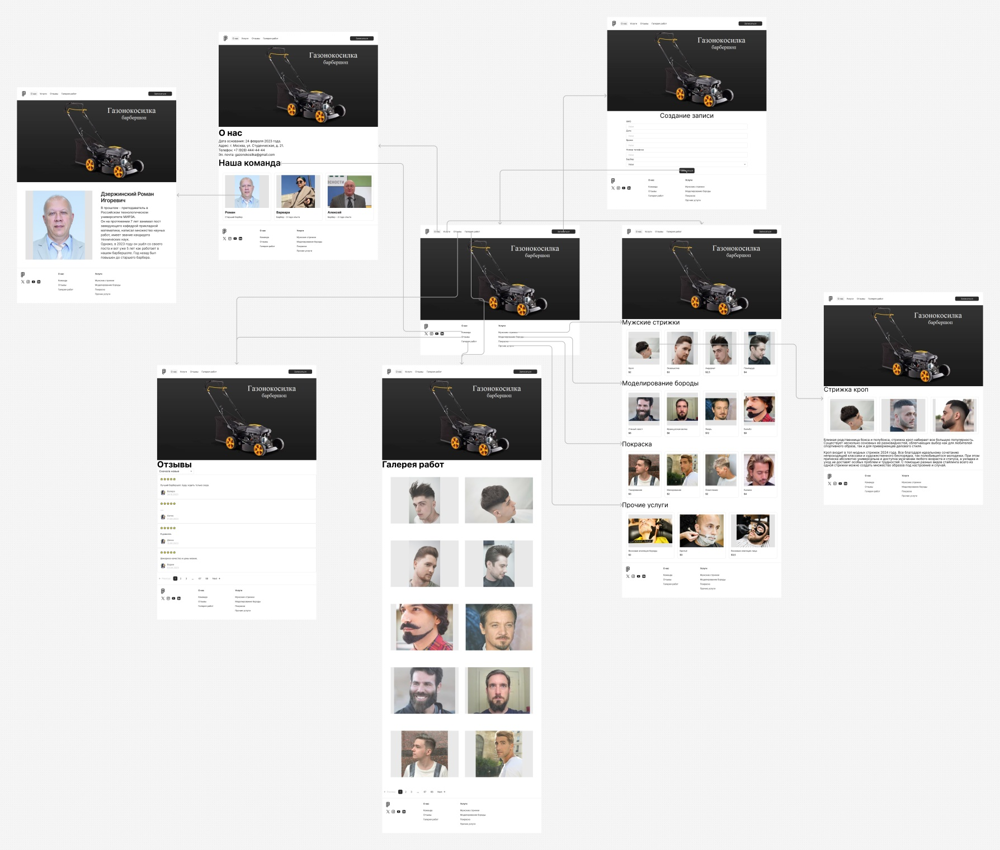 О нас Услуги Отзывы Галерея работ Записаться
Газонокосилка
барбершоп
Дзержинский Роман
Игоревич
В прошлом - преподаватель в
Российском технологическом
университете МИРЭА.
Он на протяжении 7 лет занимал пост
заведующего кафедрой прикладной
математики, написал множество научных
работ, имеет звание кандидата
технических наук.
Однако, в 2023 году он ушёл со своего
поста и вот уже 5 лет как работает в
нашем барбершопе. Год назад был
повышен до старшего барбера.
О нас Услуги
Команда Мужские стрижки
Отзывы Моделирование бороды
Галерея работ Покраска
Прочие услуги
О нас Услуги Отзывы Галерея работ Записаться
Газонокосилка
барбершоп
О нас
Дата основания: 24 февраля 2023 года.
Адрес: г. Москва, ул. Студенческая, д. 21.
Телефон: +7 (928) 444-44-44
Эл. почта: gazonokosilka@gmail.com
Наша команда
Роман Варвара Алексей
Старший барбер Барбер - 3 года опыта Барбер - 4 года опыта
О нас Услуги
Команда Мужские стрижки
Отзывы Моделирование бороды
Галерея работ Покраска
Прочие услуги
О нас Услуги Отзывы Галерея работ Записаться
Газонокосилка
барбершоп
Создание записи
ФИО
Value
Дата
Value
Время
Value
Номер телефона
Value
Барбер
Value
О нас Услуги
Команда Мужские стрижки
Отзывы Моделирование бороды
Галерея работ Покраска
Прочие услуги
О нас Услуги Отзывы Галерея работ Записаться
Газонокосилка
барбершоп
О нас Услуги
Команда Мужские стрижки
Отзывы Моделирование бороды
Галерея работ Покраска
Прочие услуги
О нас Услуги Отзывы Галерея работ Записаться
Газонокосилка
барбершоп
Мужские стрижки
Кроп Андеркат Помпадур
$2 $3 $2,5 $4
Моделирование бороды
Утиный хвост Французская вилка Якорь Бальбо
$6 $8 $12 $9
Покраска
Тонирование Мелирование Осветление
$3 $2 $2 $4
Прочие услуги
Восковая эпиляция бороды Бритьё Восковая эпиляция лица
$2 $3 $3,5
О нас Услуги
Команда Мужские стрижки
Отзывы Моделирование бороды
Галерея работ Покраска
Прочие услуги
О нас Услуги Отзывы Галерея работ Записаться
Газонокосилка
барбершоп
Стрижка кроп
Близкая родственница бокса и полубокса, стрижка кроп набирает все большую популярность.
Существует несколько основных ее разновидностей, облегчающих выбор как для любителей
спортивного образа, так и для приверженцев делового стиля.
Кроп входит в топ модных стрижек 2024 года. Все благодаря идеальному сочетанию
непроходящей классики и художественного беспорядка, так полюбившегося молодежи. При этом
прическа абсолютно универсальна и доступна мужчинам любого возраста и статуса, а укладка и
уход не доставят особых проблем и трудностей. С помощью разных видов стайлинга всего из
одной стрижки можно создать множество образов под настроение и случай.
О нас Услуги
Команда Мужские стрижки
Отзывы Моделирование бороды
Галерея работ Покраска
Прочие услуги
О нас Услуги Отзывы Галерея работ Записаться
Газонокосилка
барбершоп
Отзывы
Сначала новые
Лучший барбершоп. Буду ходить только сюда.
Валера
Антон
Я доволен.
Денис
Шикарное качество и цены низкие.
Вадим
← Previous 1 2 3 ... 67 68 Next →
О нас Услуги
Команда Мужские стрижки
Отзывы Моделирование бороды
Галерея работ Покраска
Прочие услуги
О нас Услуги Отзывы Галерея работ Записаться
Газонокосилка
барбершоп
Галерея работ
← Previous 1 2 3 ... 67 68 Next →
О нас Услуги
Команда Мужские стрижки
Отзывы Моделирование бороды
Галерея работ Покраска
Прочие услуги